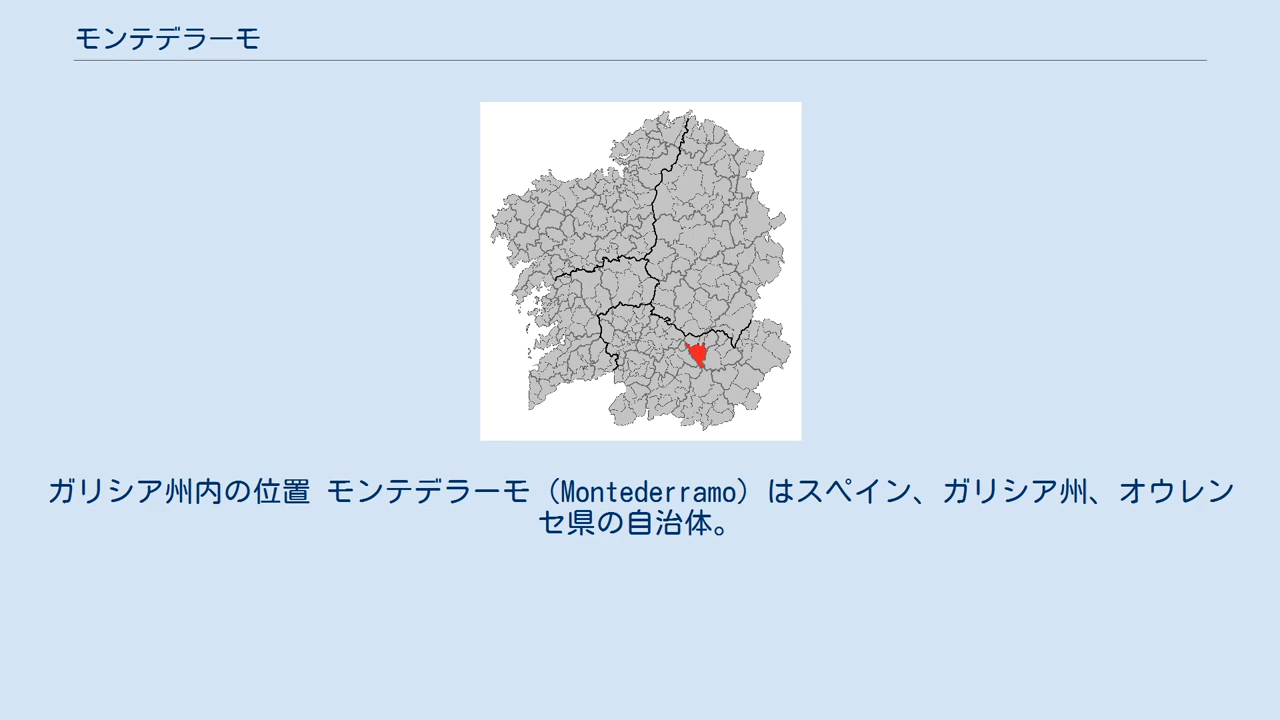 モンテデラーモ
ガリシア州内の位置 モンテデラーモ（Montederramo）はスペイン、ガリシア州、オウレン
セ県の自治体。